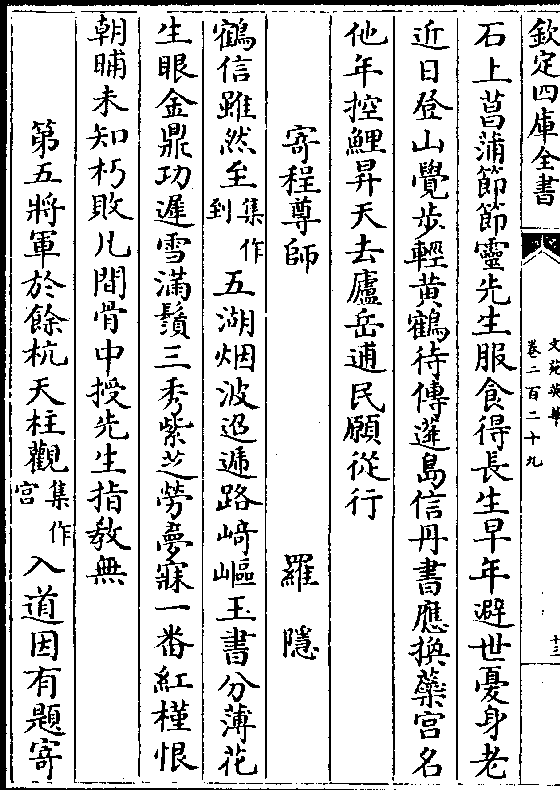 欽定四庫全書
文苑英華
卷二百二十九
十三
石上菖蒲節節靈先生服食得長生早年避世憂身老
近日登山覺步輕黄鶴待傳蓬島信丹書應換蘂宫名
他年控鯉昇天去廬岳逋民願從行
寄程尊師 羅隱
鶴信雖然至集作到五湖烟波迢遞路崎嶇玉書分薄花
生眼金鼎功遲雪滿鬚三秀紫芝勞夢寐一番紅槿恨
朝晡未知朽敗凡間骨中授先生指教無
第五將軍於餘杭天柱觀集作宫入道因有題寄